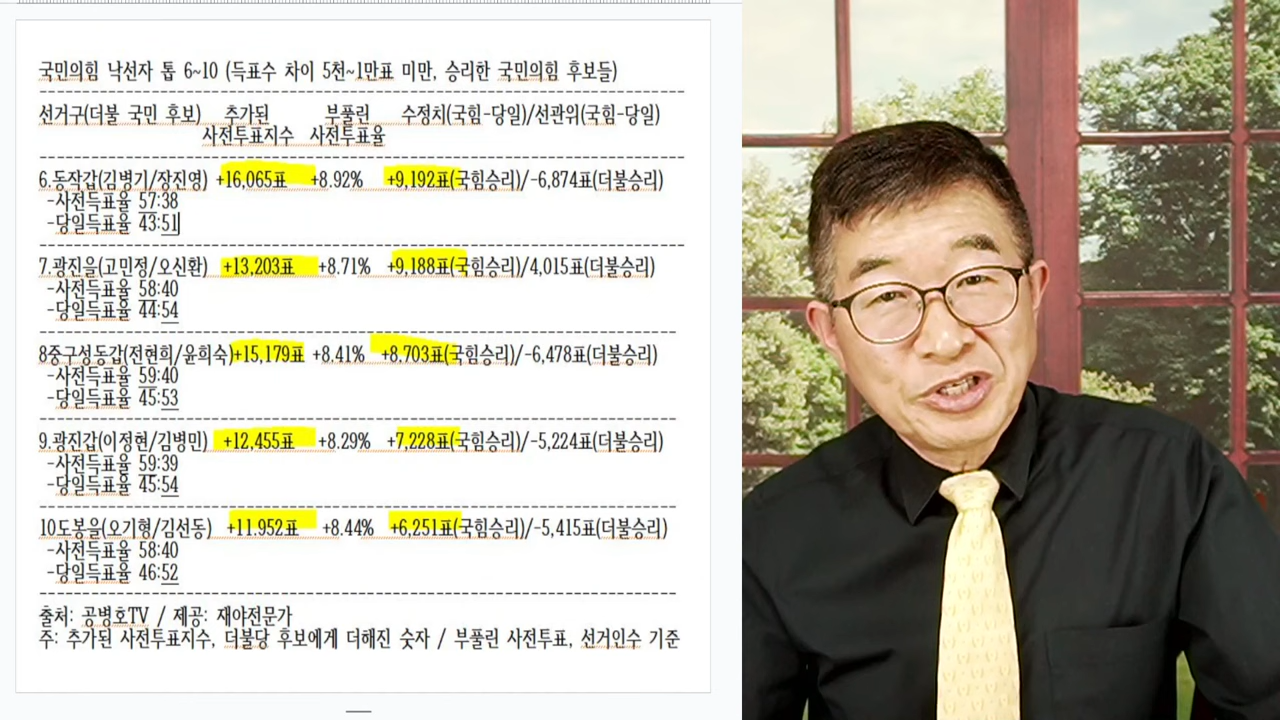 국민의힘 낙선자 톱 6~10 (득표수 차이 5천~1만표 미만, 승리한 국민의힘 후보들)
선거구(더불 국민 후보) 추가된 부풀린 수정치(국힘-당일)/선관위(국힘-당일)
사전투표지수 사전투표율
6.동작갑(김병기/장진영) +16,065표 +8.92% +9,192표(국힘승리)/-6,874표(더불승리)
-사전득표율 57:38
-당일득표율 43:51
7.광진을(고민정/오신환) +13,203표 +8.71% +9,188표(국힘승리)/4,015표(더불승리)
-사전득표율 58:40
-당일득표율 44:54
8중구성동갑(전현희/윤희숙)+15,179표 +8.41% +8.703표(국힘승리)/-6,478표(더불승리)
-사전득표율 59:40
-당일득표율 45:53
9.광진갑(이정현/김병민) +12,455표 +8.29% +7,228표(국힘승리)/-5,224표(더불승리)
-사전득표율 59:39
-당일득표율 45:54
10도봉을(오기형/김선동) +11.952표 +8.44% +6,251표(국힘승리)/-5,415표(더불승리)
-사전득표율 58:40
-당일득표율 46:52
출처: 공병호TV / 제공: 재야전문가
주: 추가된 사전투표지수, 더불당 후보에게 더해진 숫자 / 부풀린 사전투표, 선거인수 기준